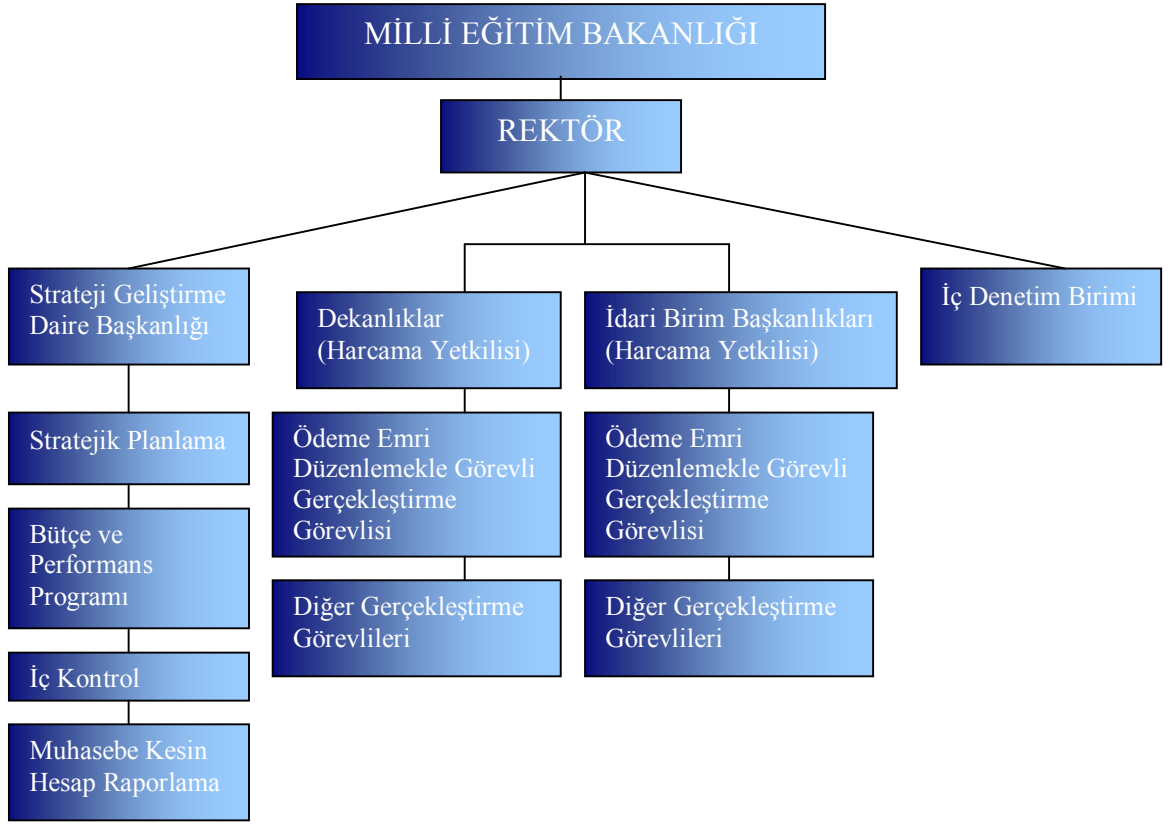 MİLLİ EĞİTİM BAKANLIĞI
REKTÖR
Strateji Geliştirme
Daire Başkanlığı
Stratejik Planlama
Bütçe ve
Performans
Programı
İç Kontrol
Muhasebe Kesin
Hesap Raporlama
Dekanlıklar
(Harcama Yetkilisi)
Ödeme Emri
Düzenlemekle Görevli
Gerçekleştirme
Görevlisi
Diğer Gerçekleştirme
Görevlileri
İdari Birim Başkanlıkları
(Harcama Yetkilisi)
Ödeme Emri
Düzenlemekle Görevli
Gerçekleştirme
Görevlisi
Diğer Gerçekleştirme
Görevlileri
İç Denetim Birimi